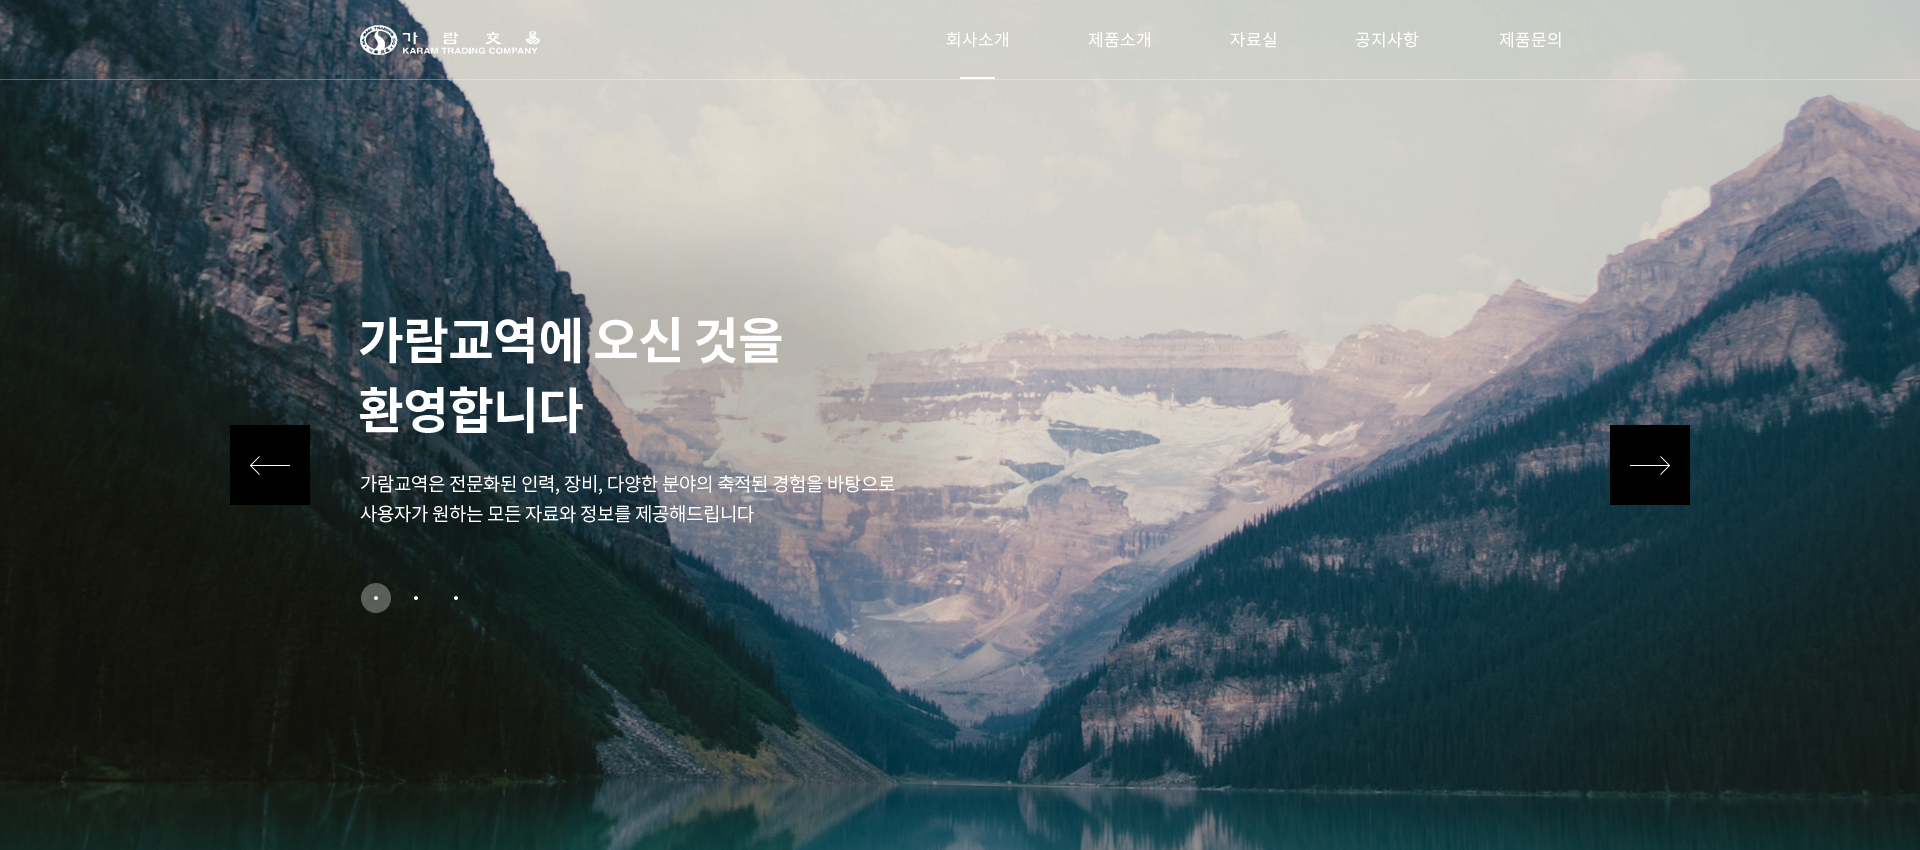 가 람 交 易
KARAM TRADING COMPANY
회사소개 제품소개 자료실 공지사항 제품문의
가람교역에 오신 것을
환영합니다
가람교역은 전문화된 인력, 장비, 다양한 분야의 축적된 경험을 바탕으로
사용자가 원하는 모든 자료와 정보를 제공해드립니다